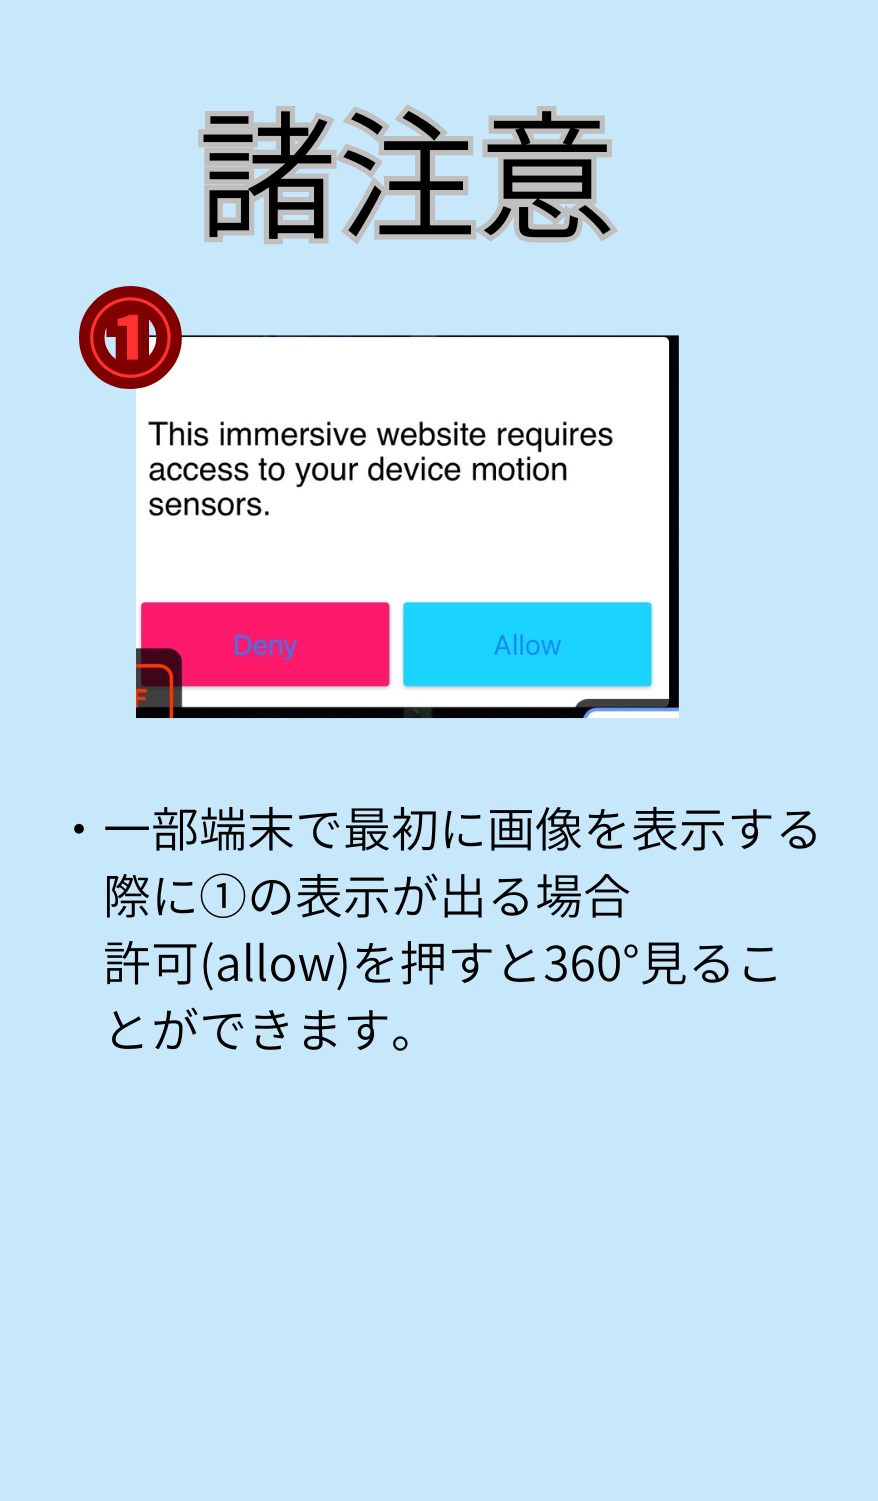 諸注意
1
This immersive website requires
access to your device motion
sensors.
Deny Allow
F
・一部端末で最初に画像を表示する
際に①の表示が出る場合
許可(allow)を押すと360°見るこ
とができます。